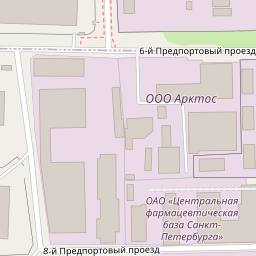 6-й Предпортовый проезд
ООО Арктос
ОАО «Центральная
фармацевтическая
база Санкт-
Петербурга»
8-й Предпортовый проезд